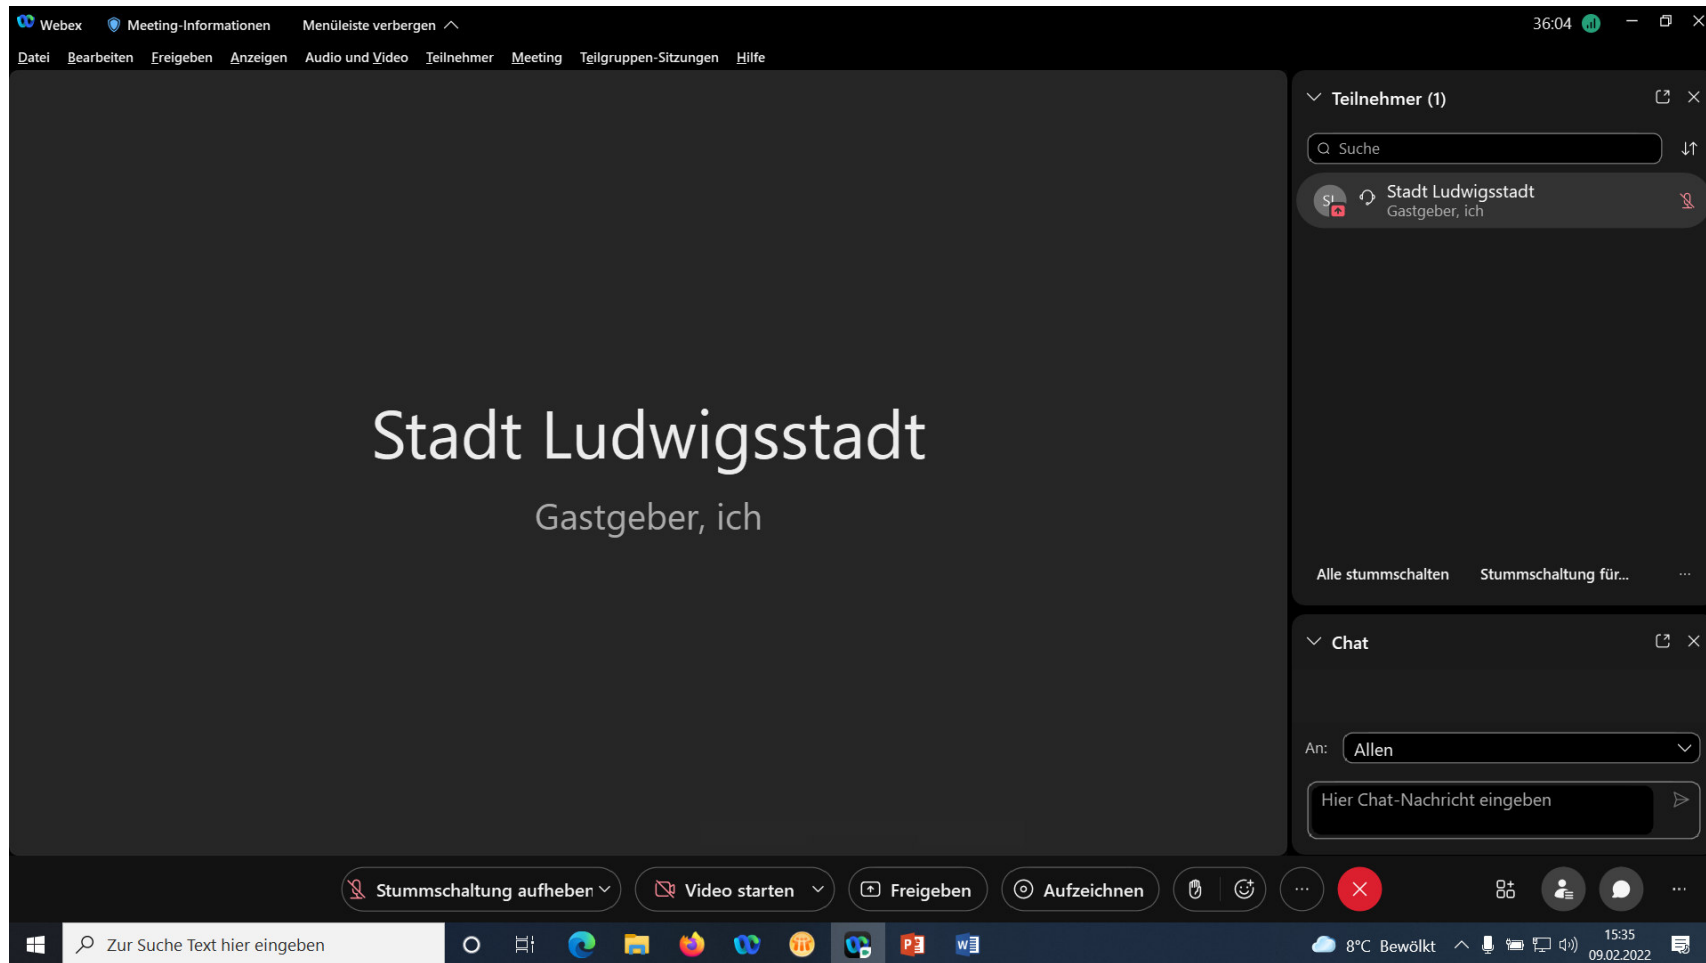 Webex Meeting-Informationen Menüleiste verbergen 36:04
Datei Bearbeiten Freigeben Anzeigen Audio und Video Teilnehmer Meeting Teilgruppen-Sitzungen Hilfe
Teilnehmer (1)
Suche
SL Stadt Ludwigsstadt
Gastgeber, ich
Stadt Ludwigsstadt
Gastgeber, ich
Alle stummschalten Stummschaltung für... ...
Chat
An: Allen
Hier Chat-Nachricht eingeben
Stummschaltung aufheben Video starten Freigeben Aufzeichnen
Zur Suche Text hier eingeben
8°C Bewölkt
15:35
09.02.2022